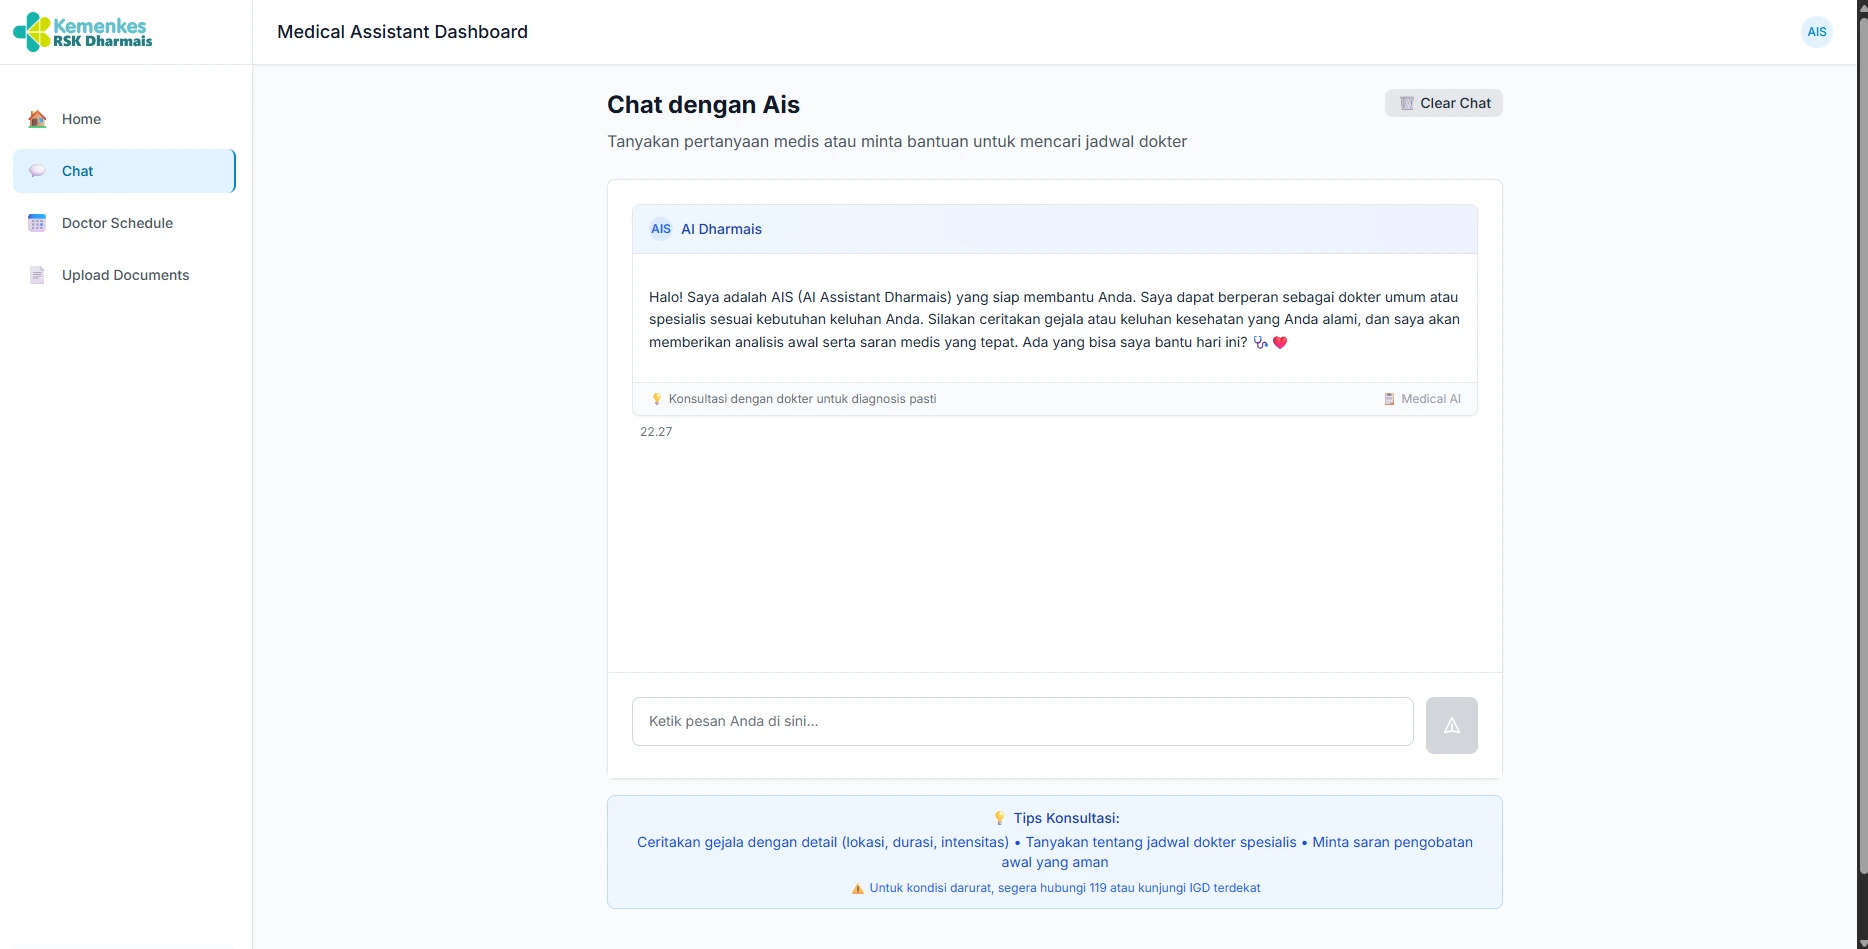 Kemenkes
RSK Dharmais
Medical Assistant Dashboard
AIS
Home
Chat
Doctor Schedule
Upload Documents
Chat dengan Ais
Clear Chat
Tanyakan pertanyaan medis atau minta bantuan untuk mencari jadwal dokter
AIS AI Dharmais
Halo! Saya adalah AIS (AI Assistant Dharmais) yang siap membantu Anda. Saya dapat berperan sebagai dokter umum atau
spesialis sesuai kebutuhan keluhan Anda. Silakan ceritakan gejala atau keluhan kesehatan yang Anda alami, dan saya akan
memberikan analisis awal serta saran medis yang tepat. Ada yang bisa saya bantu hari ini? 🩺 ❤️
💡 Konsultasi dengan dokter untuk diagnosis pasti
📋 Medical AI
22.27
Ketik pesan Anda di sini...
💡 Tips Konsultasi:
Ceritakan gejala dengan detail (lokasi, durasi, intensitas) • Tanyakan tentang jadwal dokter spesialis • Minta saran pengobatan
awal yang aman
⚠️ Untuk kondisi darurat, segera hubungi 119 atau kunjungi IGD terdekat